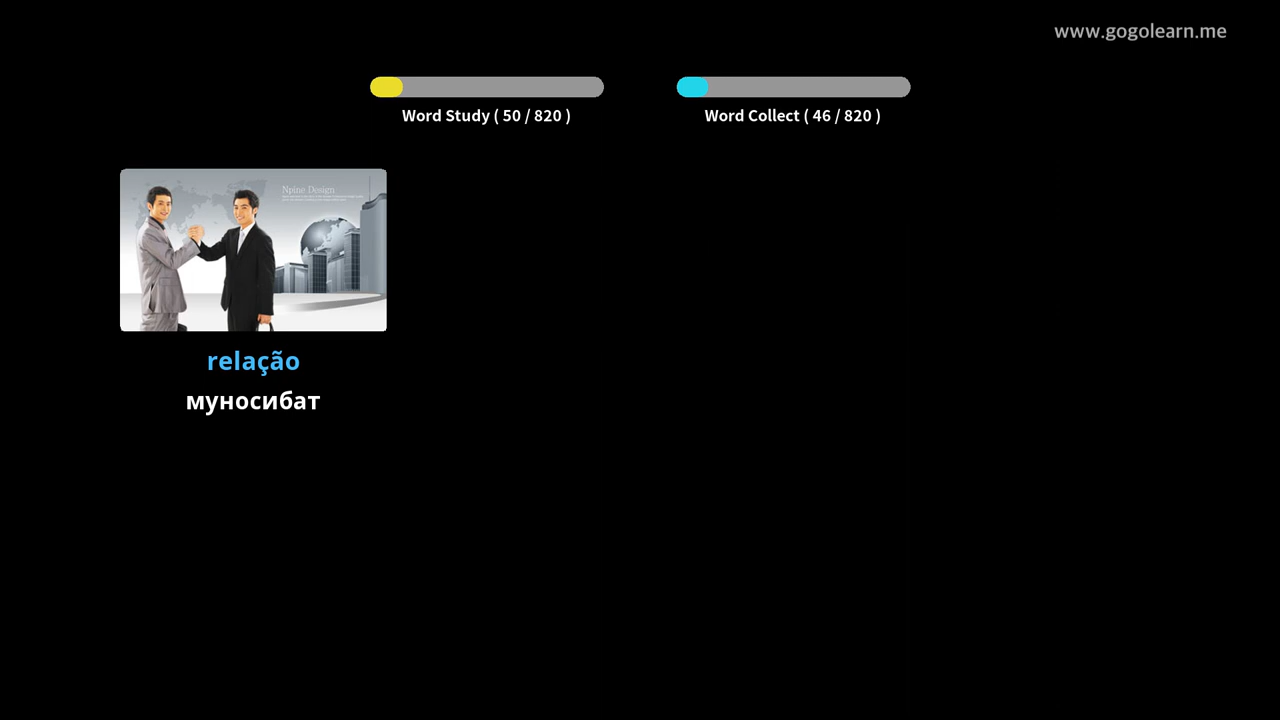 www.gogolearn.me
Word Study ( 50 / 820 )
Word Collect ( 46 / 820 )
Npine Design
relação
муносибат